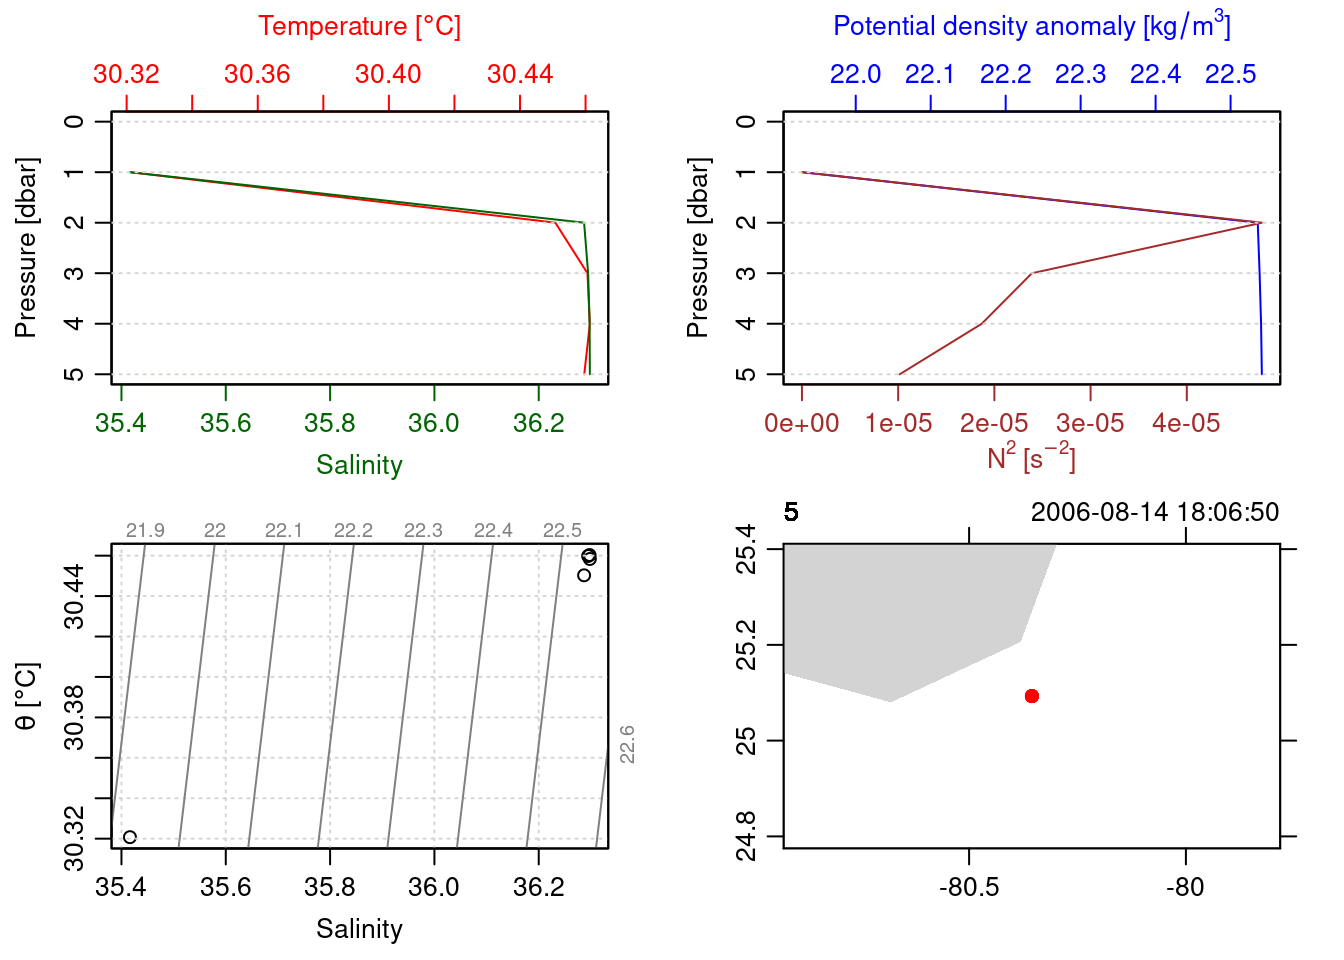 Temperature [°C]
30.32 30.36 30.40 30.44
Pressure [dbar]
0
1
2
3
4
5
35.4 35.6 35.8 36.0 36.2
Salinity
Potential density anomaly [kg/m³]
22.0 22.1 22.2 22.3 22.4 22.5
Pressure [dbar]
0
1
2
3
4
5
0e+00 1e-05 2e-05 3e-05 4e-05
N² [s⁻²]
21.9 22 22.1 22.2 22.3 22.4 22.5
22.6
θ [°C]
30.44
30.38
30.32
35.4 35.6 35.8 36.0 36.2
Salinity
5 2006-08-14 18:06:50
25.4
25.2
25
24.8
-80.5 -80